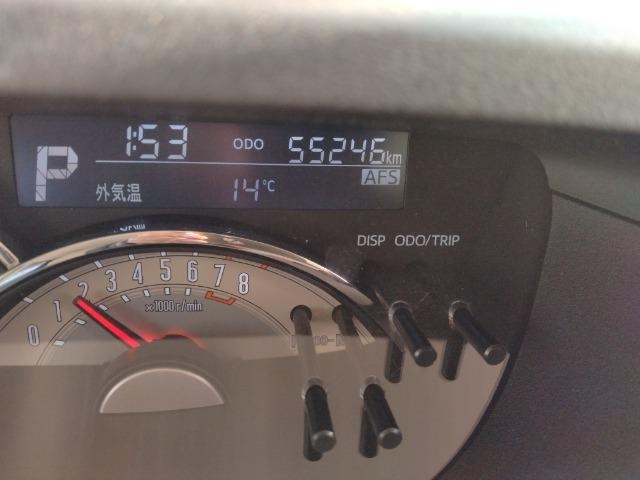 P
1:53 ODO 55246km
AFS
外気温 14°C
DISP ODO/TRIP
0 1 2 3 4 5 6 7 8
×1000 r/min